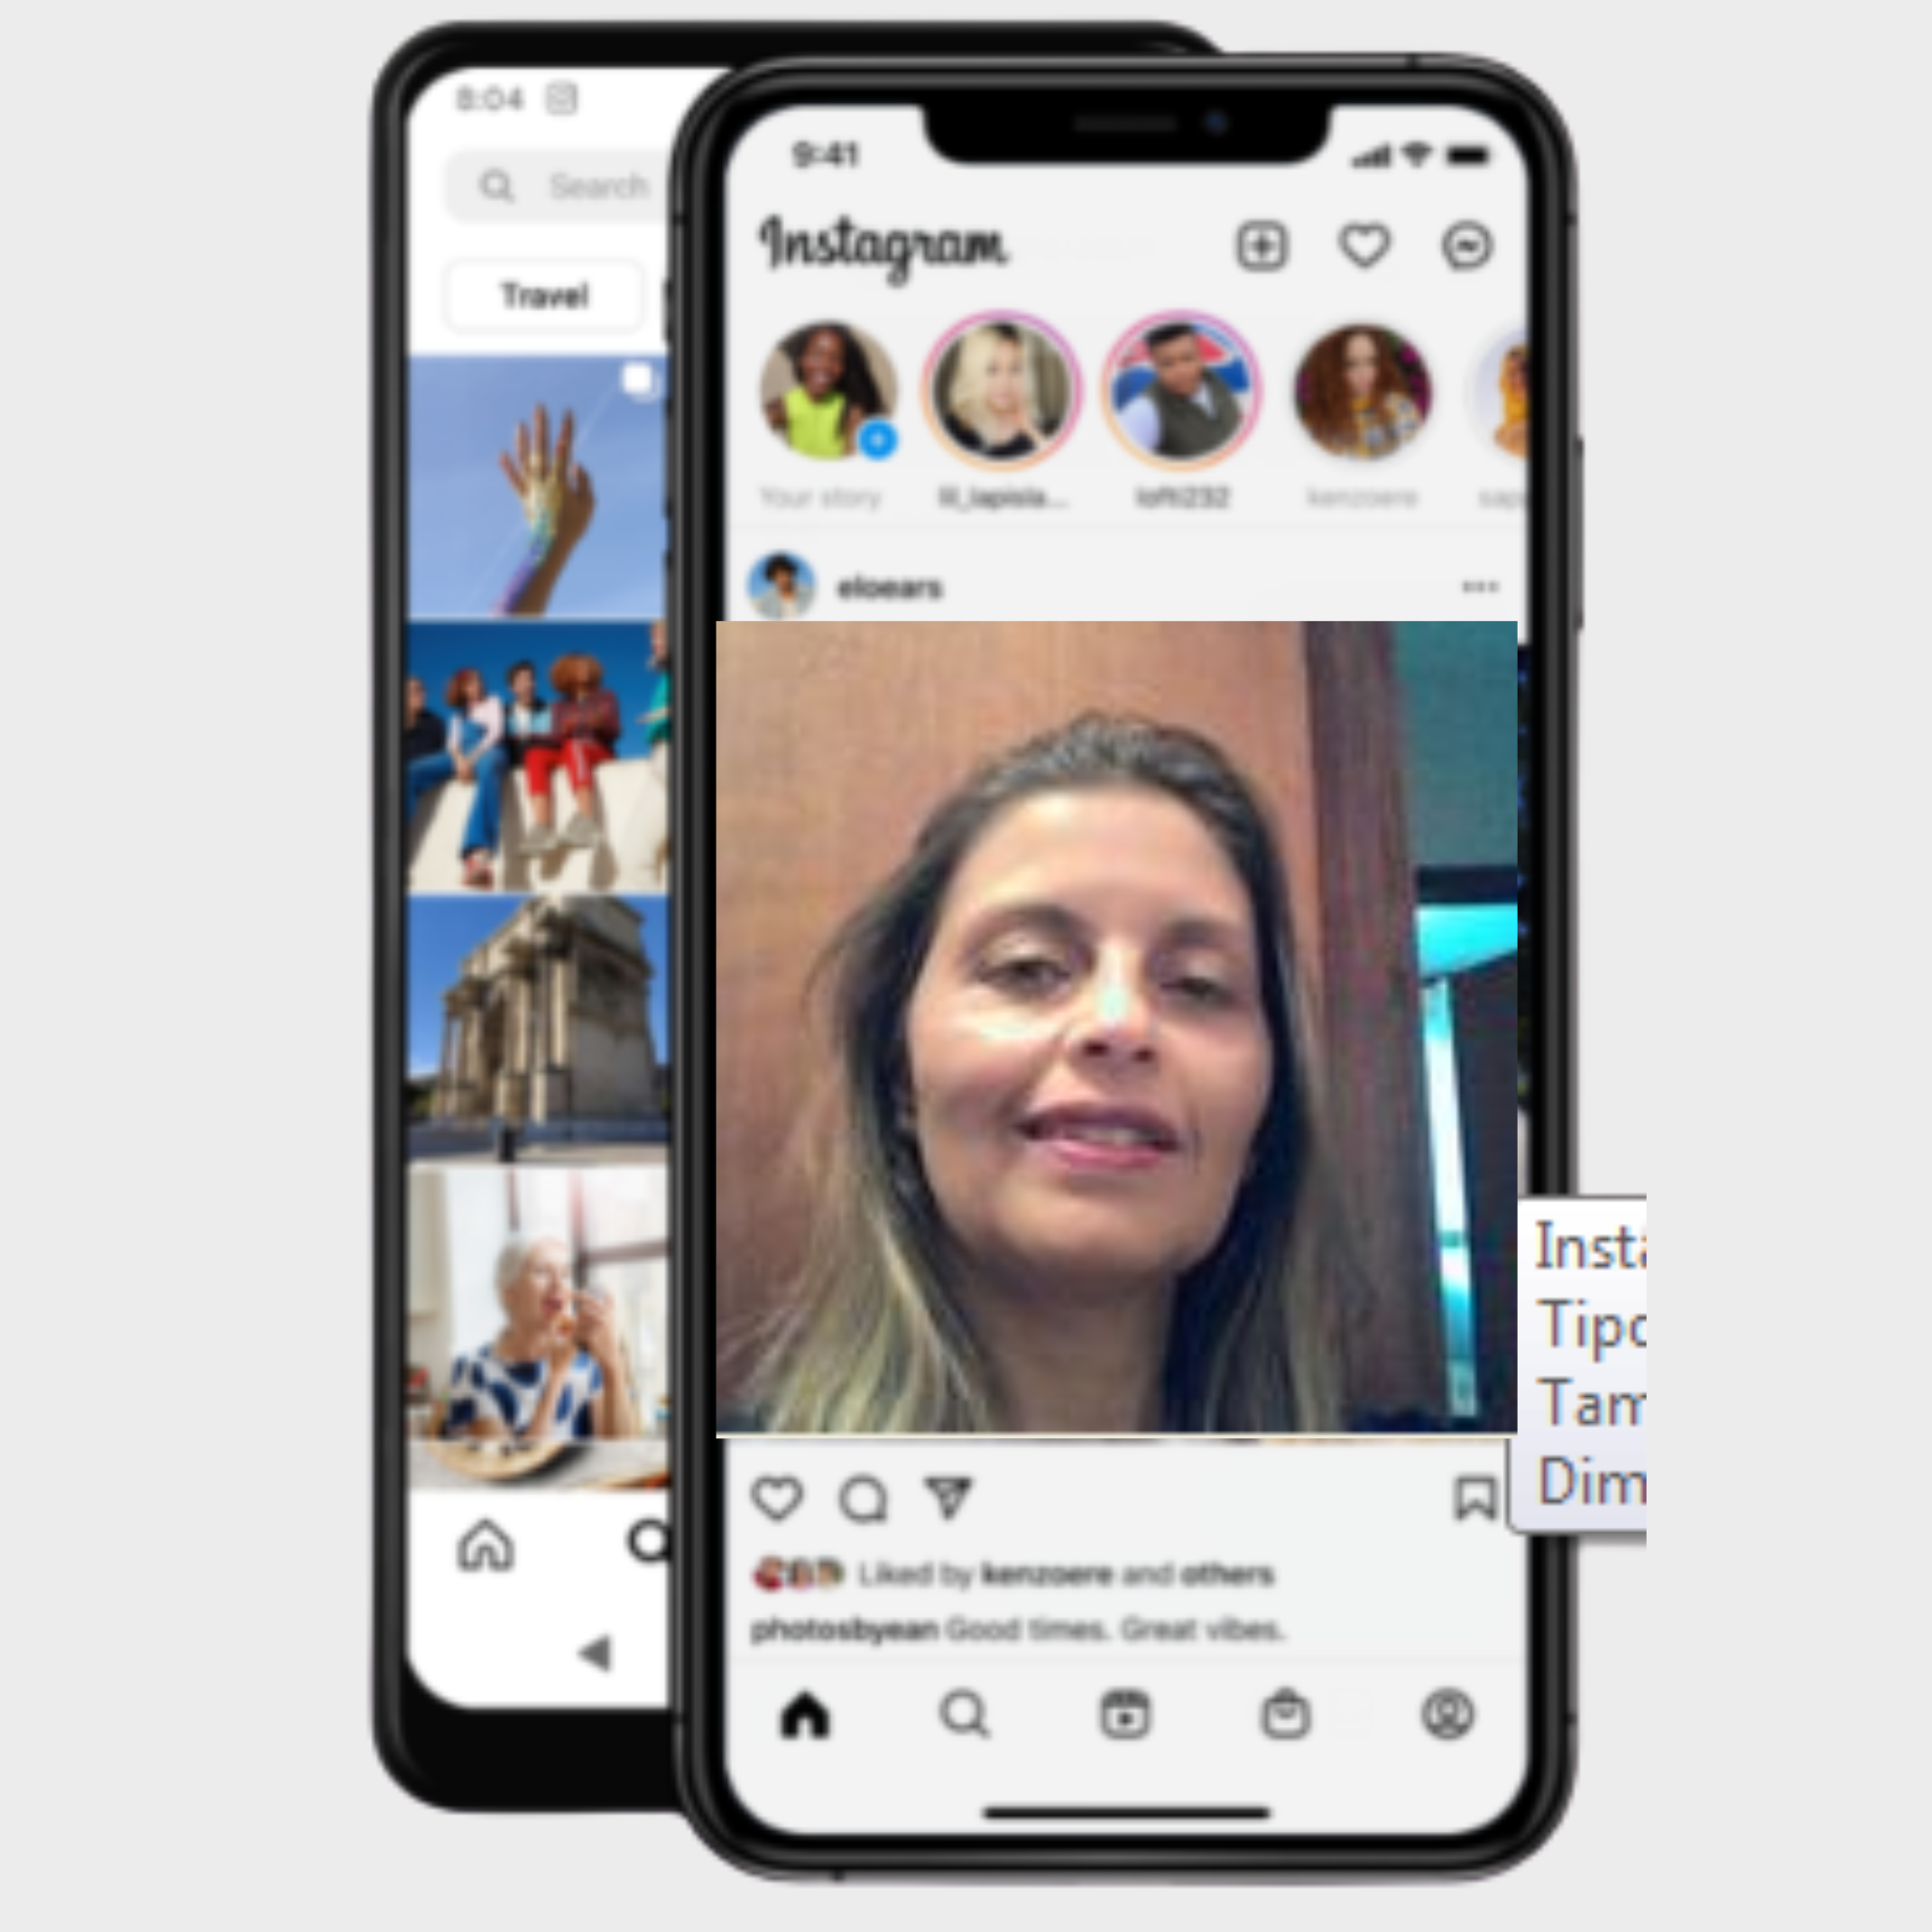 8:04
Search
Travel
9:41
Instagram
Your story
lil_lapisla...
lofti232
kenzoere
eloears
Insta
Tipo
Tam
Dim
Liked by kenzoere and others
photosbyean Good times. Great vibes.